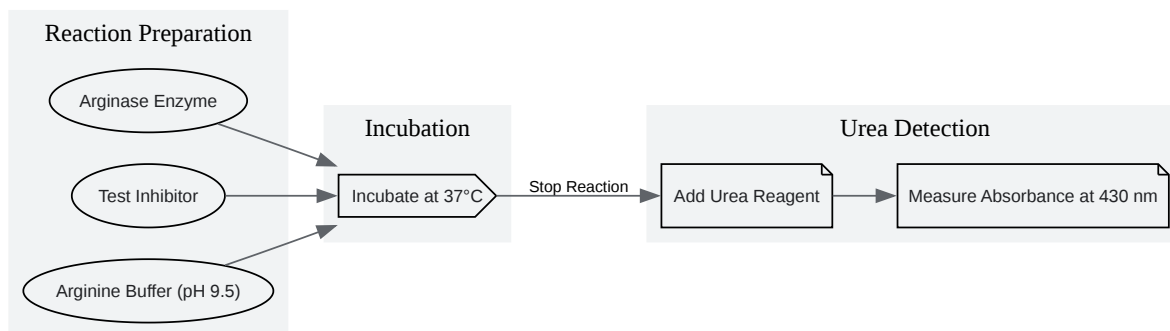 Reaction Preparation
Arginase Enzyme
Test Inhibitor
Arginine Buffer (pH 9.5)
Incubation
Incubate at 37°C
Stop Reaction
Urea Detection
Add Urea Reagent
Measure Absorbance at 430 nm